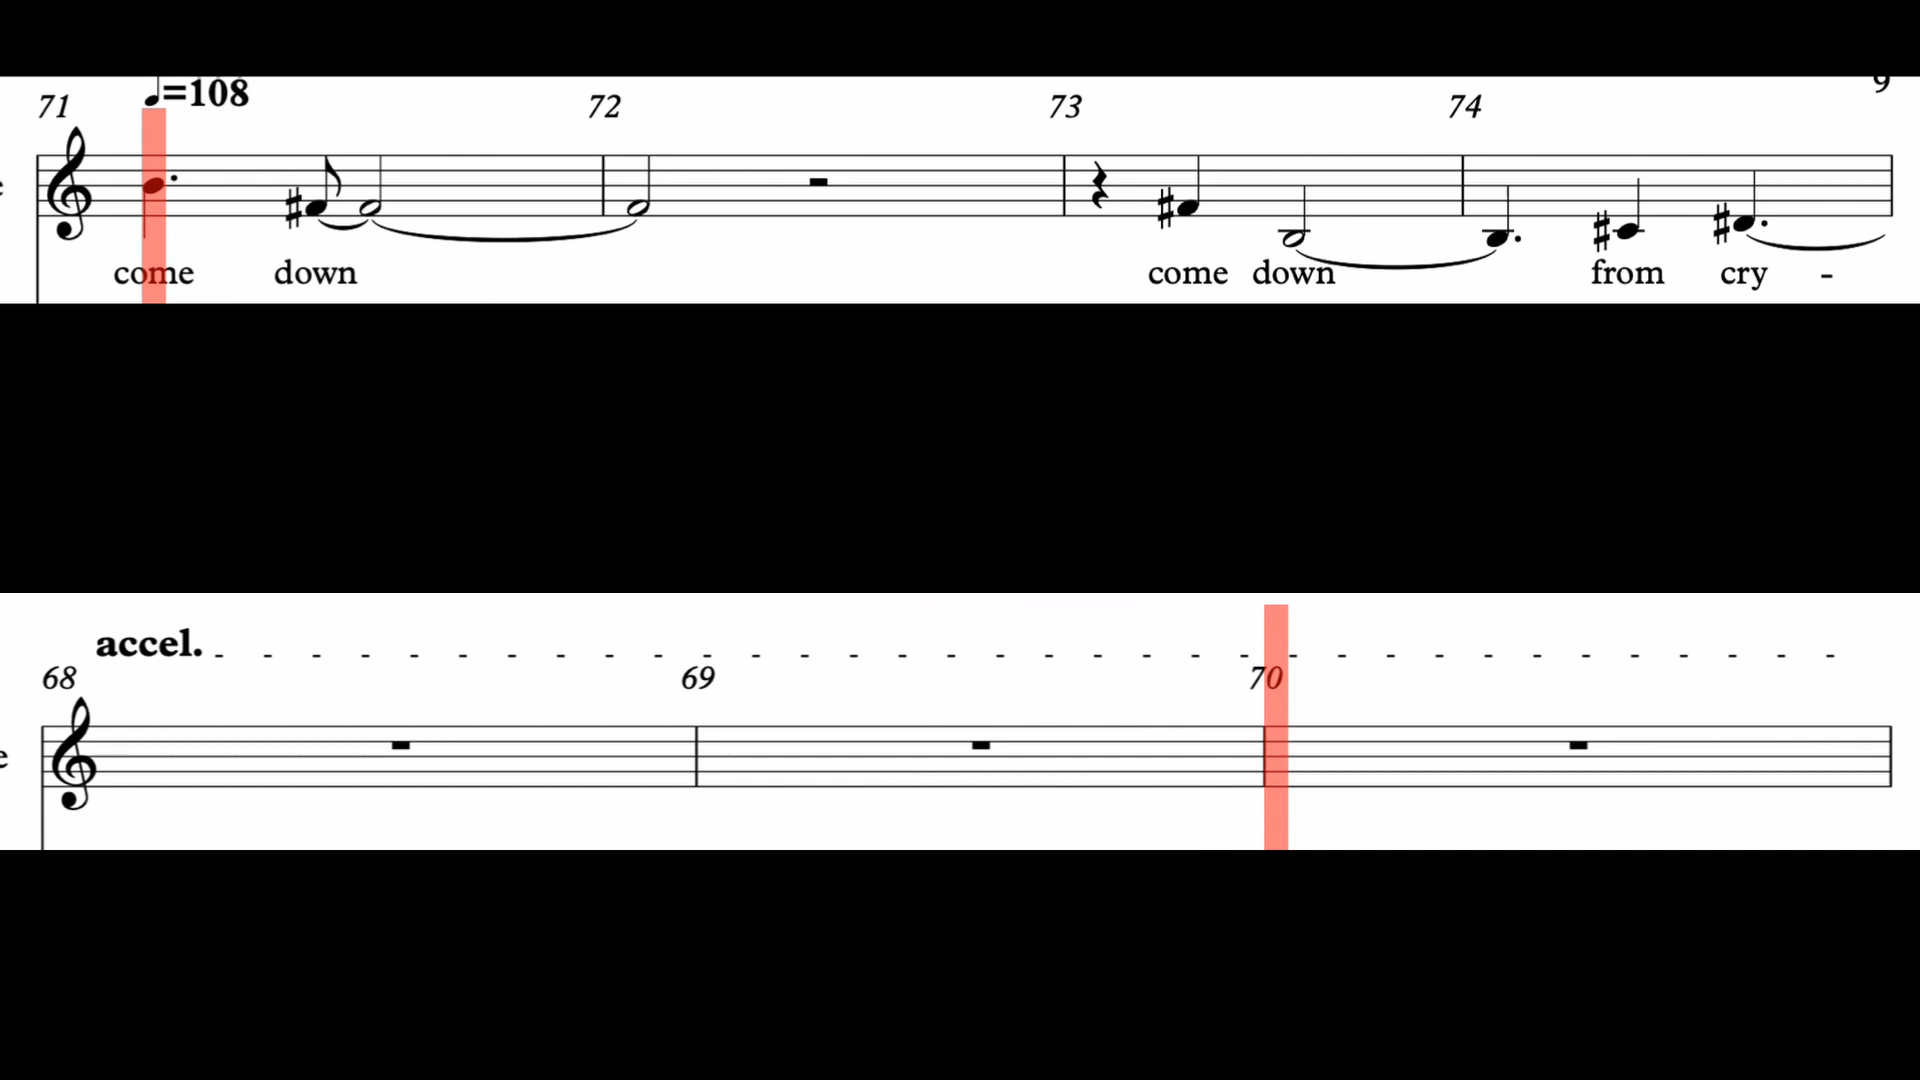 ♩=108
9
71 72 73 74
come down come down from cry -
accel. - - - - - - - - - - - - - - - - - - - - - - - - - - - - - - - - - -
68 69 70